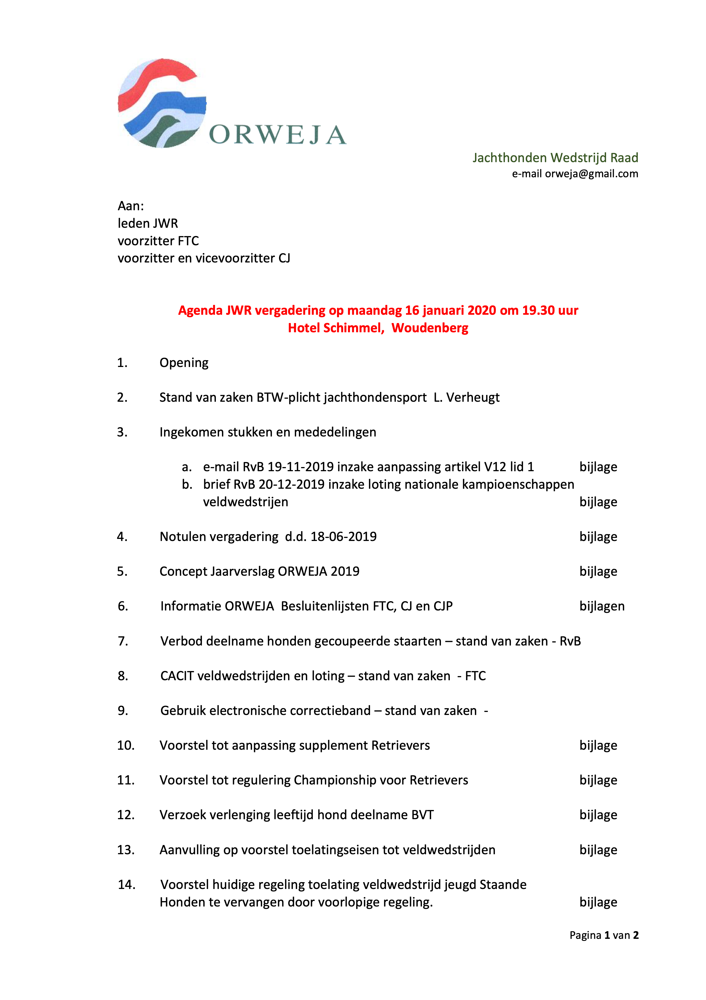 ORWEJA
Jachthonden Wedstrijd Raad
e-mail orweja@gmail.com
Aan:
leden JWR
voorzitter FTC
voorzitter en vicevoorzitter CJ
Agenda JWR vergadering op maandag 16 januari 2020 om 19.30 uur
Hotel Schimmel,  Woudenberg
1. Opening
2. Stand van zaken BTW-plicht jachthondensport  L. Verheugt
3. Ingekomen stukken en mededelingen
a. e-mail RvB 19-11-2019 inzake aanpassing artikel V12 lid 1 bijlage
b. brief RvB 20-12-2019 inzake loting nationale kampioenschappen
veldwedstrijen bijlage
4. Notulen vergadering  d.d. 18-06-2019 bijlage
5. Concept Jaarverslag ORWEJA 2019 bijlage
6. Informatie ORWEJA  Besluitenlijsten FTC, CJ en CJP bijlagen
7. Verbod deelname honden gecoupeerde staarten – stand van zaken - RvB
8. CACIT veldwedstrijden en loting – stand van zaken  - FTC
9. Gebruik electronische correctieband – stand van zaken  -
10. Voorstel tot aanpassing supplement Retrievers bijlage
11. Voorstel tot regulering Championship voor Retrievers bijlage
12. Verzoek verlenging leeftijd hond deelname BVT bijlage
13. Aanvulling op voorstel toelatingseisen tot veldwedstrijden bijlage
14. Voorstel huidige regeling toelating veldwedstrijd jeugd Staande
Honden te vervangen door voorlopige regeling. bijlage
Pagina 1 van 2